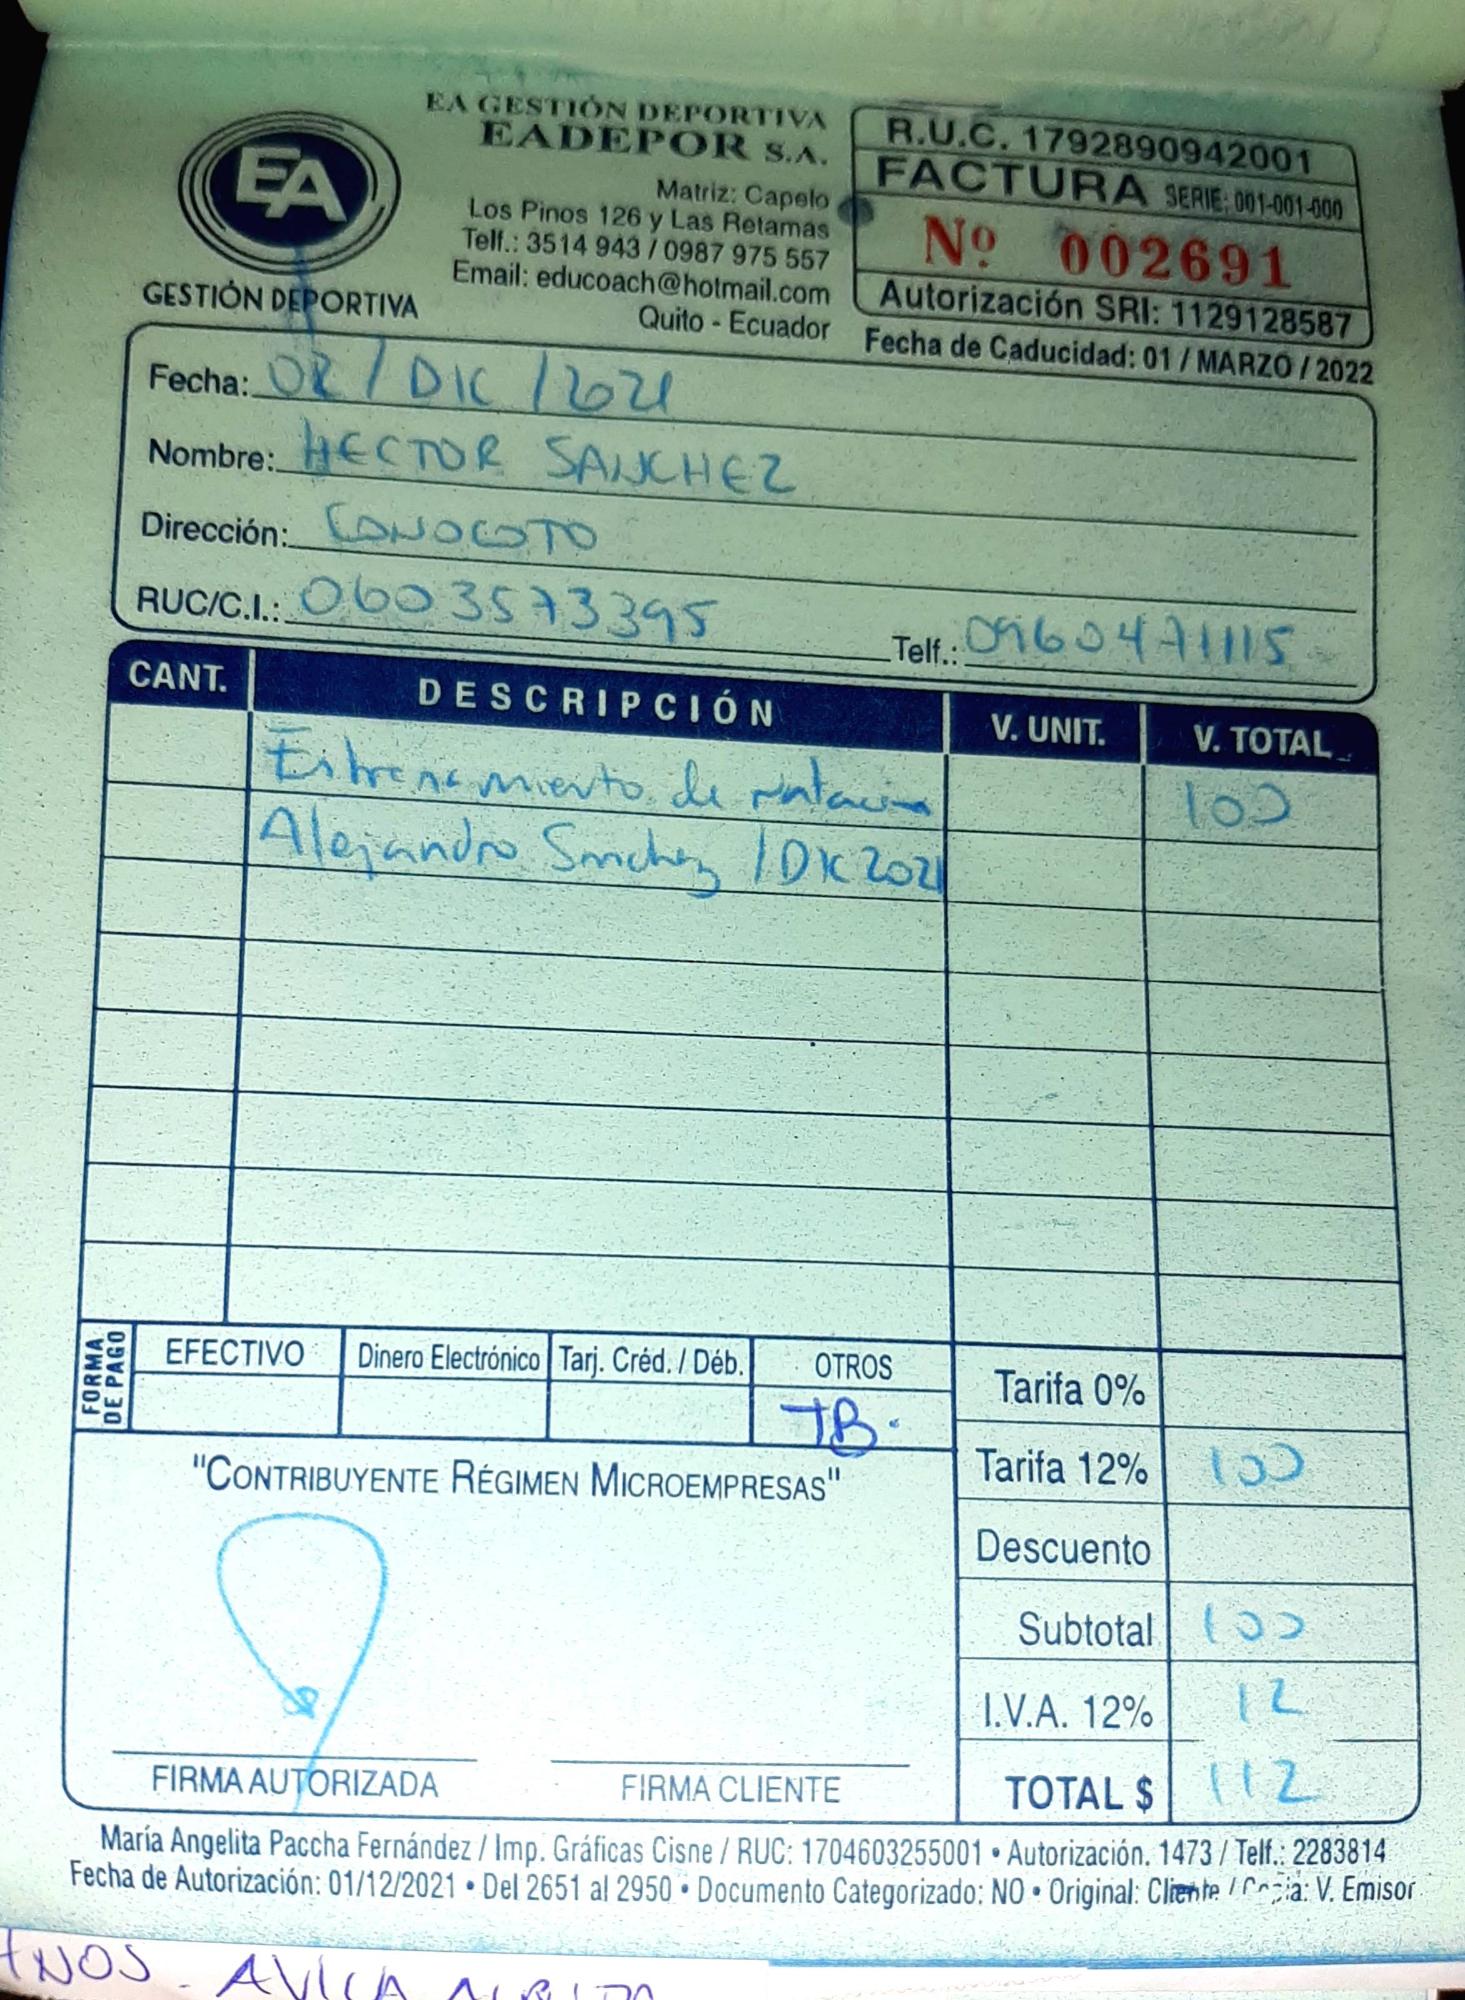 EA GESTIÓN DEPORTIVA
EADEPOR S.A.
EA
GESTIÓN DEPORTIVA
Matriz: Capelo
Los Pinos 126 y Las Retamas
Telf.: 3514 943 / 0987 975 557
Email: educoach@hotmail.com
Quito - Ecuador
R.U.C. 1792890942001
FACTURA SERIE: 001-001-000
Nº 002691
Autorización SRI: 1129128587
Fecha de Caducidad: 01 / MARZO / 2022
Fecha: 02 / DIC / 2021
Nombre: HECTOR SANCHEZ
Dirección: CONOCOTO
RUC/C.I.: 0603573395 Telf.: 0960471115
CANT. DESCRIPCIÓN V. UNIT. V. TOTAL
Entrenamiento de natacion 100
Alejandro Sanchez / DIC 2021
FORMA DE PAGO
EFECTIVO Dinero Electrónico Tarj. Créd. / Déb. OTROS
TB.
Tarifa 0%
Tarifa 12% 100
Descuento
Subtotal 100
I.V.A. 12% 12
TOTAL $ 112
"CONTRIBUYENTE RÉGIMEN MICROEMPRESAS"
FIRMA AUTORIZADA FIRMA CLIENTE
María Angelita Paccha Fernández / Imp. Gráficas Cisne / RUC: 1704603255001 • Autorización. 1473 / Telf.: 2283814
Fecha de Autorización: 01/12/2021 • Del 2651 al 2950 • Documento Categorizado: NO • Original: Cliente / Copia: V. Emisor
AVILA